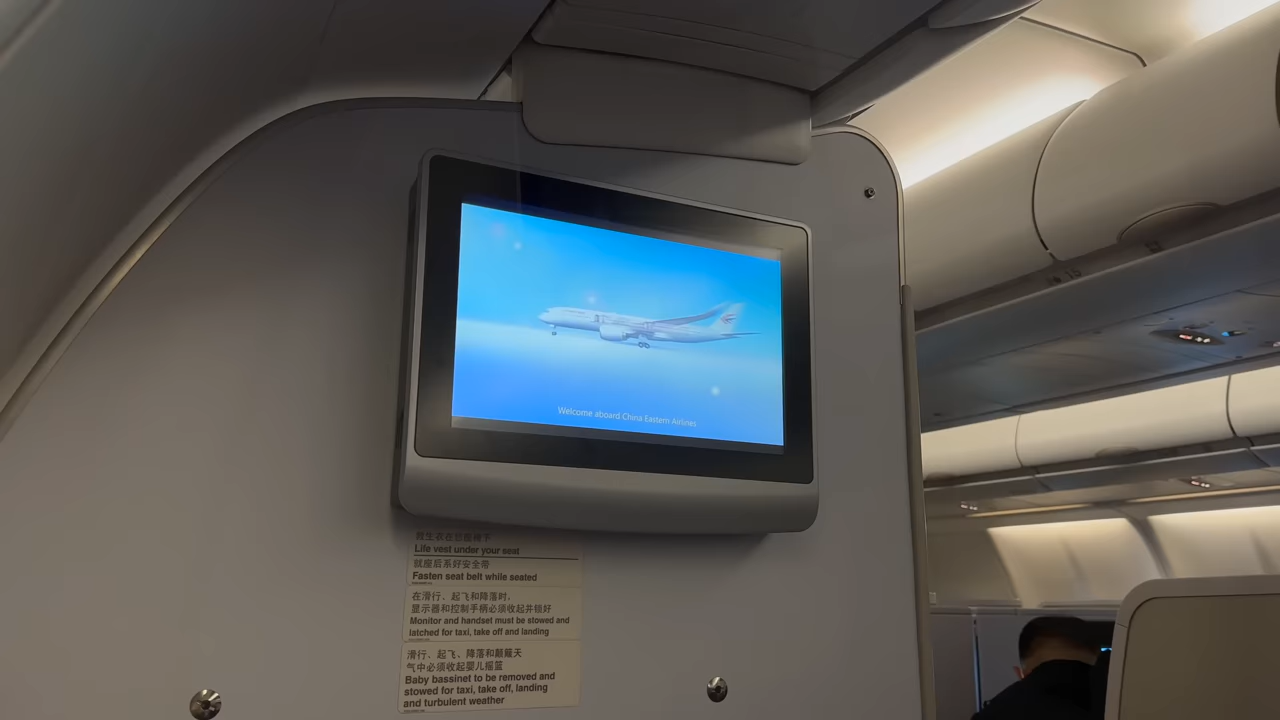 Welcome aboard China Eastern Airlines
救生衣在座椅下
Life vest under your seat
就座后系好安全带
Fasten seat belt while seated
在滑行、起飞和降落时,
显示器和控制手柄必须收起并锁好
Monitor and handset must be stowed and
latched for taxi, take off and landing
滑行、起飞、降落和颠簸天
气中必须收起婴儿摇篮
Baby bassinet to be removed and
stowed for taxi, take off, landing
and turbulent weather
15